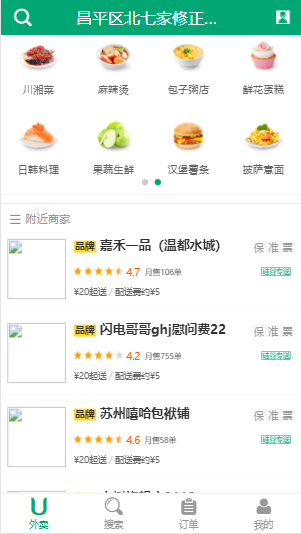 昌平区北七家修正...
川湘菜 麻辣烫 包子粥店 鲜花蛋糕
日韩料理 果蔬生鲜 汉堡薯条 披萨意面
附近商家
品牌 嘉禾一品（温都水城） 保 准 票
4.7 月售106单 硅谷专送
¥20起送 / 配送费约¥5
品牌 闪电哥哥ghj慰问费22 保 准 票
4.2 月售755单 硅谷专送
¥20起送 / 配送费约¥5
品牌 苏州嘻哈包袱铺 保 准 票
4.6 月售58单 硅谷专送
¥20起送 / 配送费约¥5
外卖 搜索 订单 我的